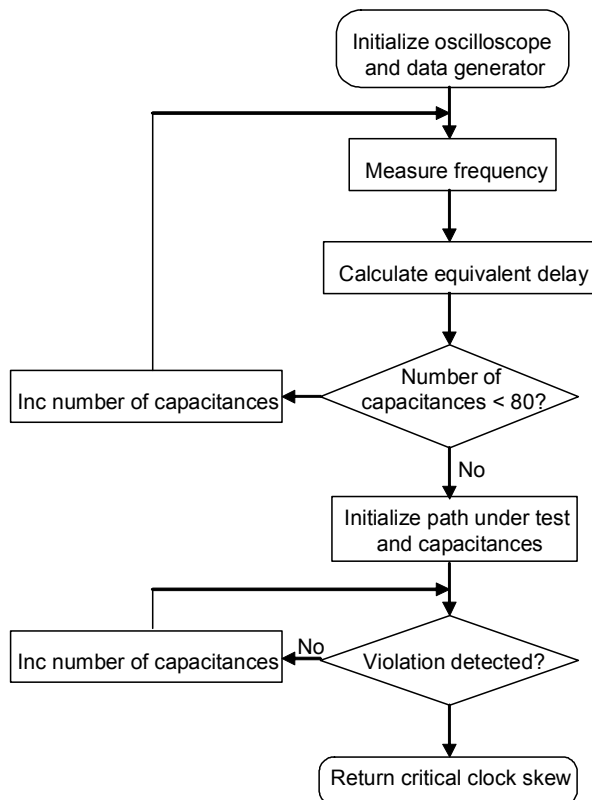 Initialize oscilloscope
and data generator
Measure frequency
Calculate equivalent delay
Number of
capacitances < 80?
Inc number of capacitances
No
Initialize path under test
and capacitances
Inc number of capacitances
No
Violation detected?
Return critical clock skew